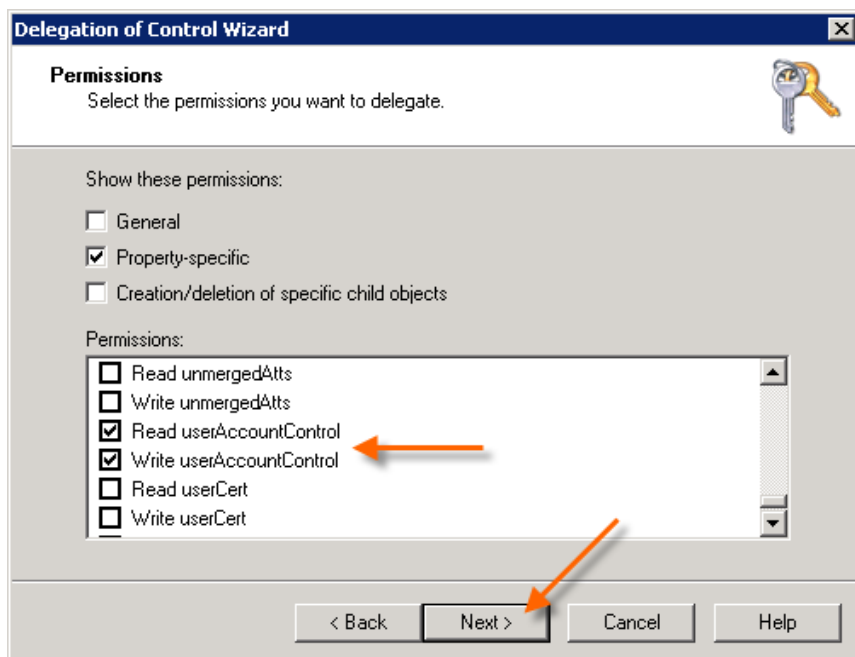 Delegation of Control Wizard
Permissions
Select the permissions you want to delegate.
Show these permissions:
General
Property-specific
Creation/deletion of specific child objects
Permissions:
Read unmergedAtts
Write unmergedAtts
Read userAccountControl
Write userAccountControl
Read userCert
Write userCert
< Back Next > Cancel Help